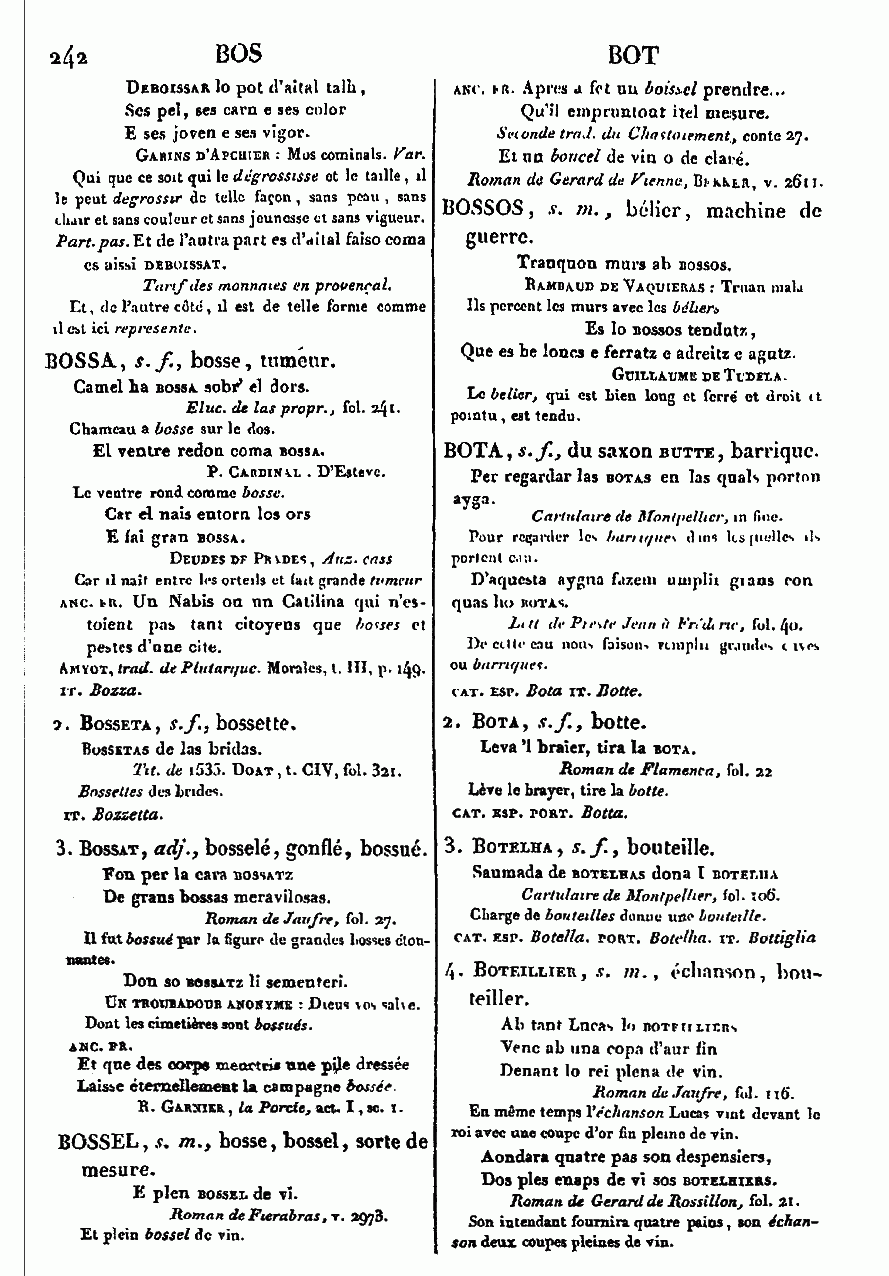 242 BOS
DEBOISSAR lo pot d'aital talh,
Ses pel, ses carn e ses color
E ses joven e ses vigor.
GARINS D'APCHIER : Mos cominals. Var.
Qui que ce soit qui le dégrossisse et le taille, il
le peut degrossir de telle façon, sans peau, sans
chair et sans couleur et sans jeunesse et sans vigueur.
Part. pas. Et de l'autra part es d'aital faiso coma
es aissi DEBOISSAT.
Tarif des monnaies en provençal.
Et, de l'autre côté, il est de telle forme comme
il est ici represente.
BOSSA, s. f., bosse, tumeur.
Camel ha BOSSA sobr' el dors.
Eluc. de las propr., fol. 241.
Chameau a bosse sur le dos.
El ventre redon coma BOSSA.
P. CARDINAL . D'Esteve.
Le ventre rond comme bosse.
Car el nais entorn los ors
E fai gran BOSSA.
DEUDES DE PRADES, Auz. cass
Car il naît entre les orteils et fait grande tumeur
ANC. FR. Un Nabis ou un Catilina qui n'es-
toient pas tant citoyens que bosses et
pestes d'une cite.
AMYOT, trad. de Plutarque. Morales, t. III, p. 149.
IT. Bozza.
2. BOSSETA, s. f., bossette.
BOSSETAS de las bridas.
Tit. de 1535. DOAT, t. CIV, fol. 321.
Bossettes des brides.
IT. Bozzetta.
3. BOSSAT, adj., bosselé, gonflé, bossué.
Fon per la cara BOSSATZ
De grans bossas meravilosas.
Roman de Jaufre, fol. 27.
Il fut bossué par la figure de grandes bosses éton-
nantes.
Don so BOSSATZ li sementeri.
UN TROUBADOUR ANONYME : Dieus vos salve.
Dont les cimetières sont bossués.
ANC. FR.
Et que des corps meurtris une pile dressée
Laisse éternellement la campagne bossée.
R. GARNIER, la Porcie, act. I, sc. 1.
BOSSEL, s. m., bosse, bossel, sorte de
mesure.
E plen BOSSEL de vi.
Roman de Fierabras, v. 2973.
Et plein bossel de vin.
BOT
ANC. FR. Apres a fet un boissel prendre...
Qu'il empruntoat itel mesure.
Seconde trad. du Chastoiement, conte 27.
Et un boucel de vin o de claré.
Roman de Gerard de Vienne, BEKKER, v. 2611.
BOSSOS, s. m., bélier, machine de
guerre.
Tranquon murs ab BOSSOS.
RAMBAUD DE VAQUIERAS : Truan mala
Ils percent les murs avec les béliers
Es lo BOSSOS tendutz,
Que es be loncs e ferratz e adreitz e agutz.
GUILLAUME DE TUDELA.
Le belier, qui est bien long et ferré et droit et
pointu, est tendu.
BOTA, s. f., du saxon BUTTE, barrique.
Per regardar las BOTAS en las quals porton
ayga.
Cartulaire de Montpellier, in fine.
Pour regarder les barriques dans lesquelles ils
portent eau.
D'aquesta aygna fazem umplir grans ron
quas ho BOTAS.
Lett de Preste Jean à Frédéric, fol. 40.
De cette eau nous faisons remplir grandes cuves
ou barriques.
CAT. ESP. Bota IT. Botte.
2. BOTA, s. f., botte.
Leva 'l braier, tira la BOTA.
Roman de Flamenca, fol. 22
Lève le brayer, tire la botte.
CAT. ESP. PORT. Botta.
3. BOTELHA, s. f., bouteille.
Saumada de BOTELHAS dona I BOTELHA
Cartulaire de Montpellier, fol. 106.
Charge de bouteilles donne une bouteille.
CAT. ESP. Botella. PORT. Botelha. IT. Bottiglia
4. BOTEILLIER, s. m., échanson, bou-
teiller.
Ab tant Lucas lo BOTEILLIERS
Venc ab una copa d'aur fin
Denant lo rei plena de vin.
Roman de Jaufre, fol. 116.
En même temps l'échanson Lucas vint devant le
roi avec une coupe d'or fin pleine de vin.
Aondara quatre pas son despensiers,
Dos ples enaps de vi sos BOTELHIERS.
Roman de Gerard de Rossillon, fol. 21.
Son intendant fournira quatre pains, son échan-
son deux coupes pleines de vin.